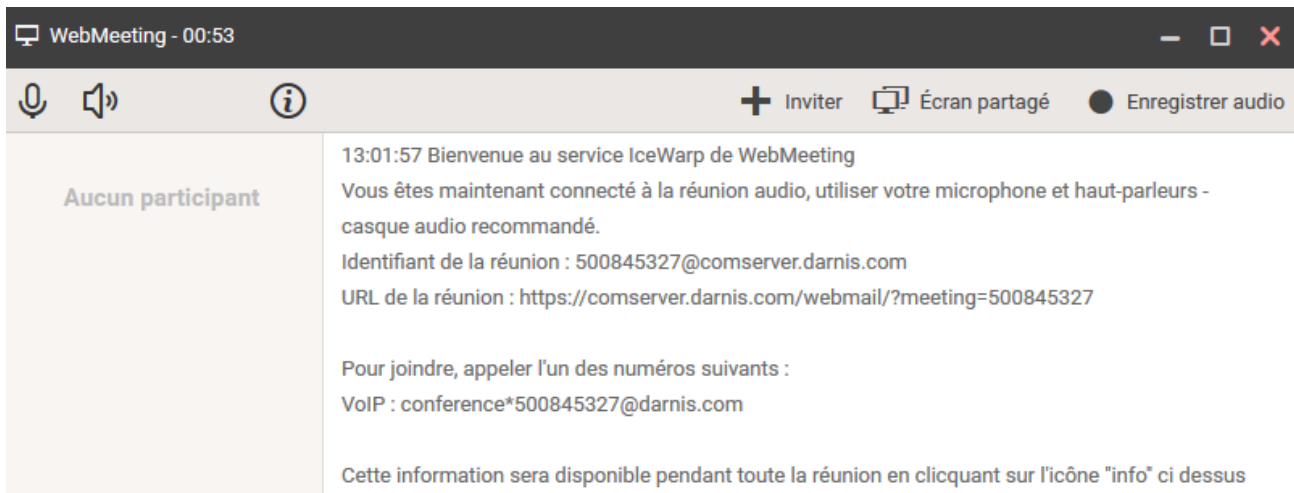 WebMeeting - 00:53
Inviter
Écran partagé
Enregistrer audio
Aucun participant
13:01:57 Bienvenue au service IceWarp de WebMeeting
Vous êtes maintenant connecté à la réunion audio, utiliser votre microphone et haut-parleurs -
casque audio recommandé.
Identifiant de la réunion : 500845327@comserver.darnis.com
URL de la réunion : https://comserver.darnis.com/webmail/?meeting=500845327
Pour joindre, appeler l'un des numéros suivants :
VoIP : conference*500845327@darnis.com
Cette information sera disponible pendant toute la réunion en clicquant sur l'icône "info" ci dessus